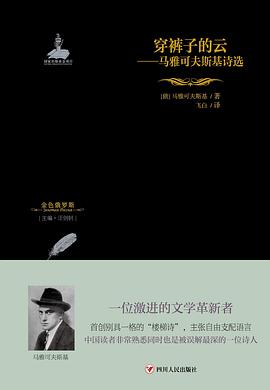 穿裤子的云
——马雅可夫斯基诗选
[俄] 马雅可夫斯基 / 著
飞白 / 译
金色俄罗斯
[主编·汪剑钊]
一位激进的文学革新者
首创别具一格的“楼梯诗”，主张自由支配语言
中国读者非常熟悉同时也是被误解最深的一位诗人
马雅可夫斯基
四川人民出版社